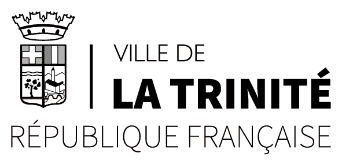 VILLE DE
LA TRINITÉ
RÉPUBLIQUE FRANÇAISE